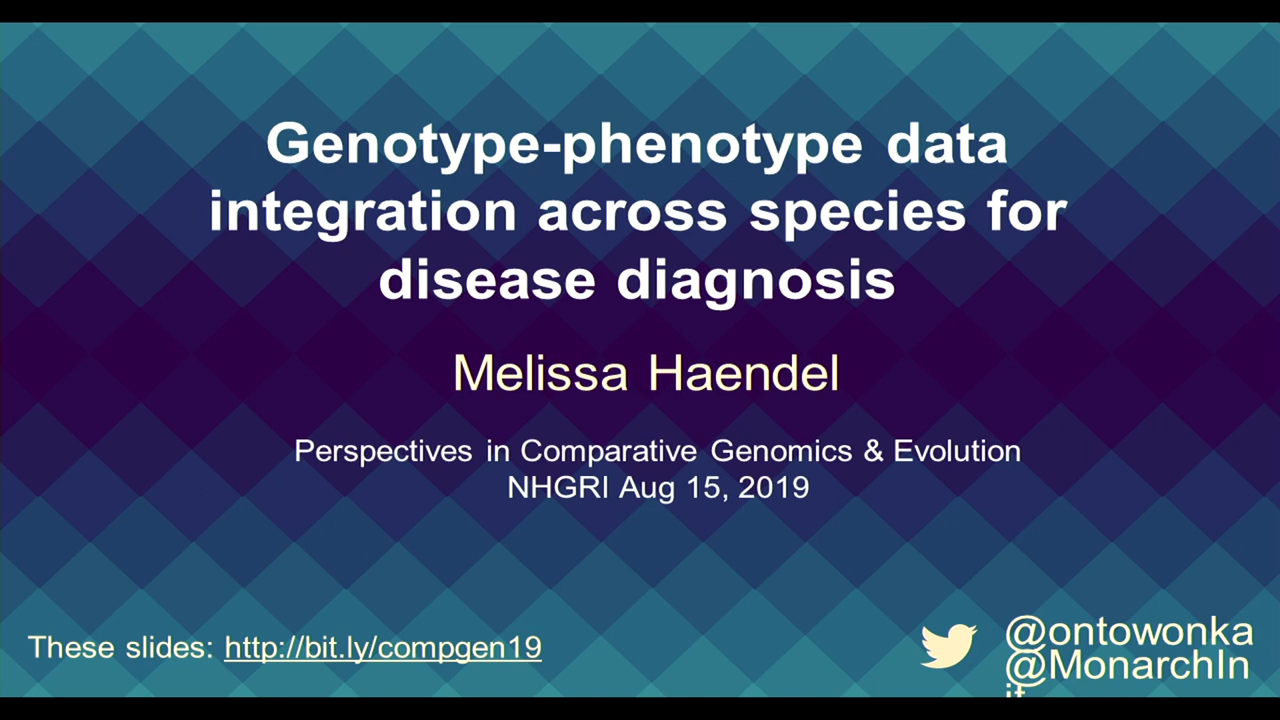 Genotype-phenotype data
integration across species for
disease diagnosis
Melissa Haendel
Perspectives in Comparative Genomics & Evolution
NHGRI Aug 15, 2019
These slides: http://bit.ly/compgen19
@ontowonka
@MonarchIn
it